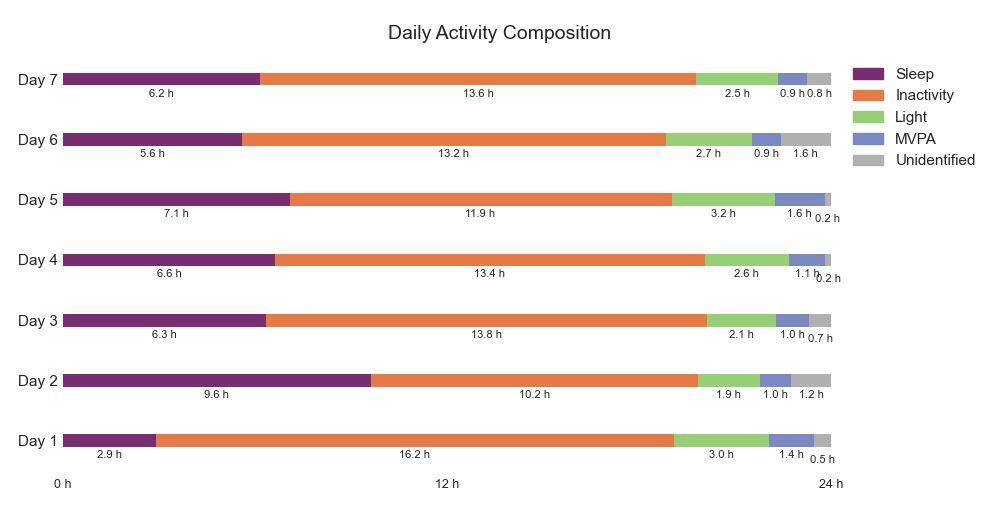 Daily Activity Composition
Day 7
6.2 h 13.6 h 2.5 h 0.9 h 0.8 h
Day 6
5.6 h 13.2 h 2.7 h 0.9 h 1.6 h
Day 5
7.1 h 11.9 h 3.2 h 1.6 h 0.2 h
Day 4
6.6 h 13.4 h 2.6 h 1.1 h 0.2 h
Day 3
6.3 h 13.8 h 2.1 h 1.0 h 0.7 h
Day 2
9.6 h 10.2 h 1.9 h 1.0 h 1.2 h
Day 1
2.9 h 16.2 h 3.0 h 1.4 h 0.5 h
0 h 12 h 24 h
Sleep
Inactivity
Light
MVPA
Unidentified